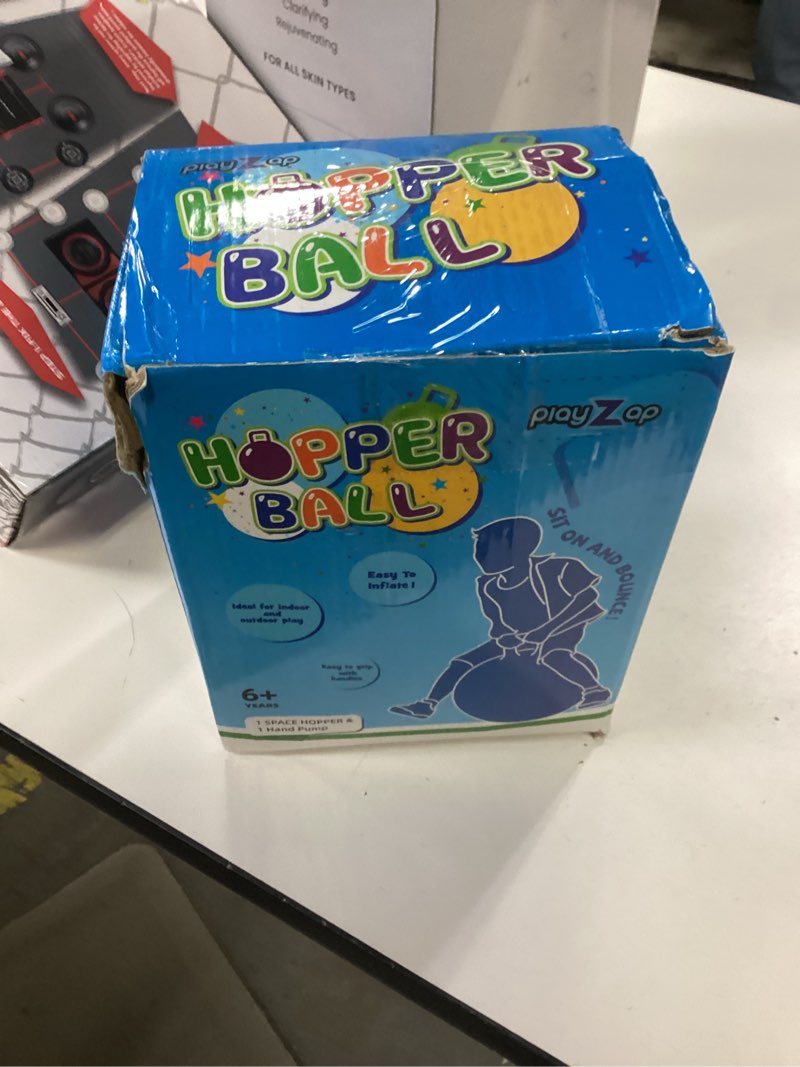 Clarifying
Rejuvenating
FOR ALL SKIN TYPES
playZap
HOPPER
BALL
HOPPER
BALL
playZap
SIT ON AND BOUNCE!
Easy To
Inflate!
Ideal for indoor
and
outdoor play
Easy to grip
with
handles
6+
YEARS
1 SPACE HOPPER &
1 Hand Pump